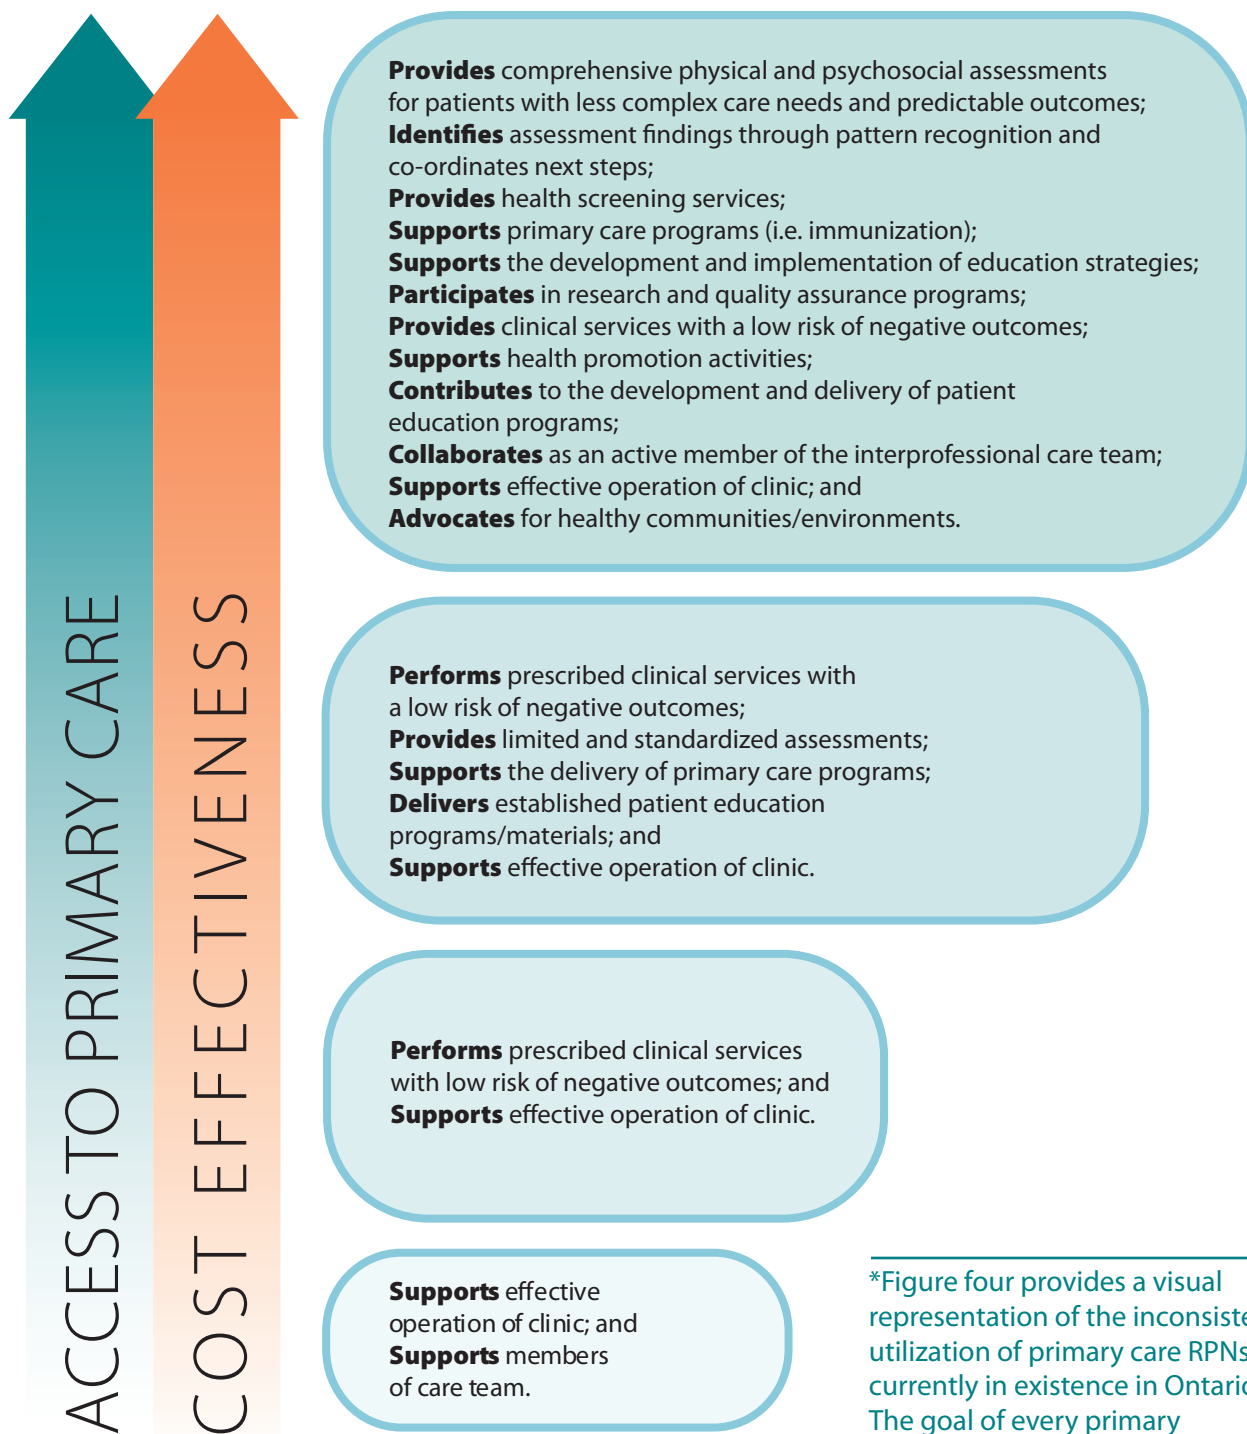 ACCESS TO PRIMARY CARE
COST EFFECTIVENESS
Provides comprehensive physical and psychosocial assessments
for patients with less complex care needs and predictable outcomes;
Identifies assessment findings through pattern recognition and
co-ordinates next steps;
Provides health screening services;
Supports primary care programs (i.e. immunization);
Supports the development and implementation of education strategies;
Participates in research and quality assurance programs;
Provides clinical services with a low risk of negative outcomes;
Supports health promotion activities;
Contributes to the development and delivery of patient
education programs;
Collaborates as an active member of the interprofessional care team;
Supports effective operation of clinic; and
Advocates for healthy communities/environments.
Performs prescribed clinical services with
a low risk of negative outcomes;
Provides limited and standardized assessments;
Supports the delivery of primary care programs;
Delivers established patient education
programs/materials; and
Supports effective operation of clinic.
Performs prescribed clinical services
with low risk of negative outcomes; and
Supports effective operation of clinic.
Supports effective
operation of clinic; and
Supports members
of care team.
*Figure four provides a visual
representation of the
utilization of primary care RPNs
currently in existence in
The goal of every primary